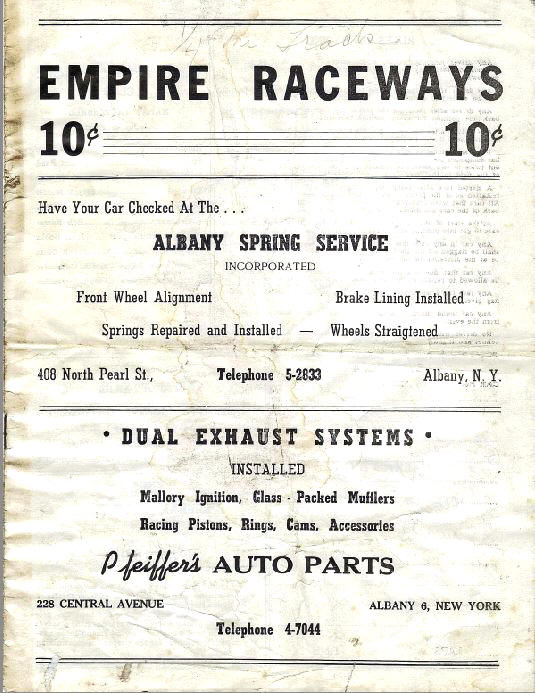 EMPIRE RACEWAYS
10¢ 10¢
Have Your Car Checked At The . . .
ALBANY SPRING SERVICE
INCORPORATED
Front Wheel Alignment Brake Lining Installed
Springs Repaired and Installed — Wheels Straigtened
408 North Pearl St., Telephone 5-2833 Albany, N. Y.
• DUAL EXHAUST SYSTEMS •
INSTALLED
Mallory Ignition, Glass - Packed Mufflers
Racing Pistons, Rings, Cams, Accessories
Pfeiffer's AUTO PARTS
228 CENTRAL AVENUE ALBANY 6, NEW YORK
Telephone 4-7044